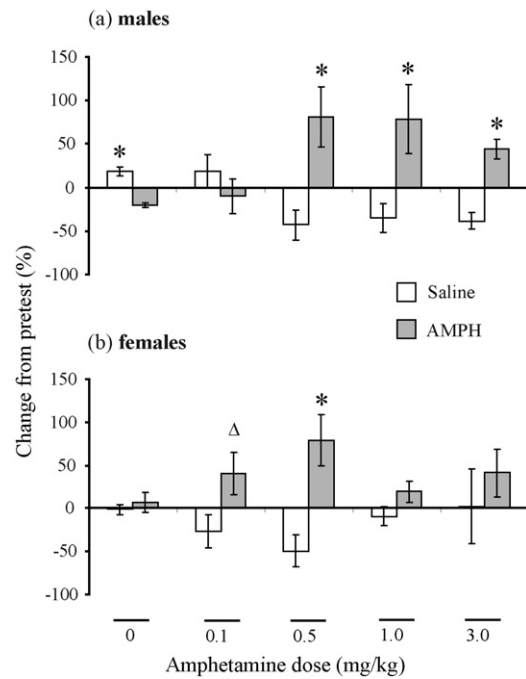 (a) males
150
*
*
*
*
100
50
0
-50
-100
Saline
AMPH
Change from pretest (%)
(b) females
150
*
Δ
100
50
0
-50
-100
0 0.1 0.5 1.0 3.0
Amphetamine dose (mg/kg)